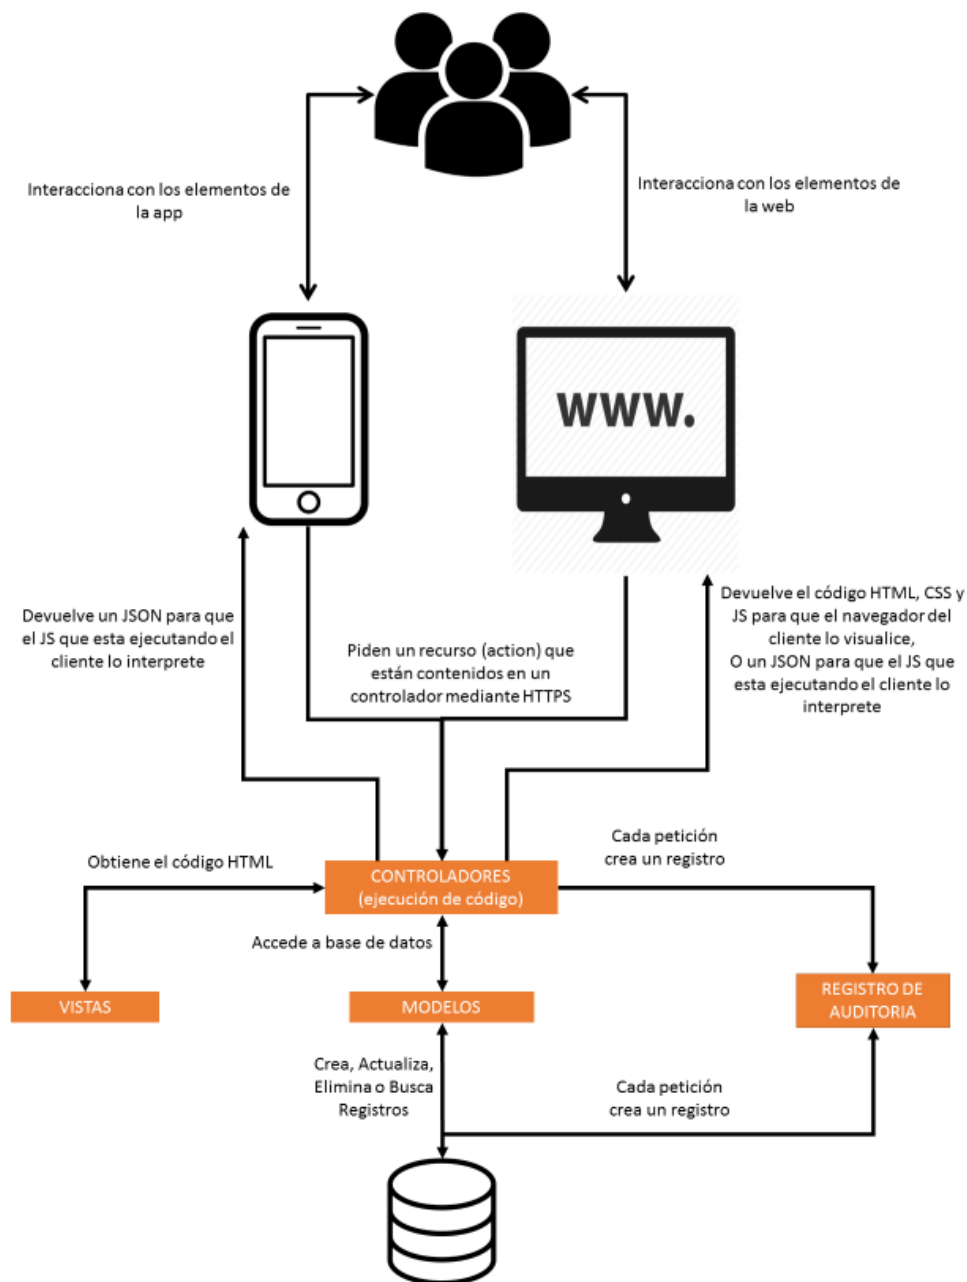 Interacciona con los elementos de
la app
Interacciona con los elementos de
la web
www.
Devuelve un JSON para que
el JS que esta ejecutando el
cliente lo interprete
Piden un recurso (action) que
están contenidos en un
controlador mediante HTTPS
Devuelve el código HTML, CSS y
JS para que el navegador del
cliente lo visualice,
O un JSON para que el JS que
esta ejecutando el cliente lo
interprete
Obtiene el código HTML
CONTROLADORES
(ejecución de código)
Cada petición
crea un registro
Accede a base de datos
VISTAS
MODELOS
REGISTRO DE
AUDITORIA
Crea, Actualiza,
Elimina o Busca
Registros
Cada petición
crea un registro